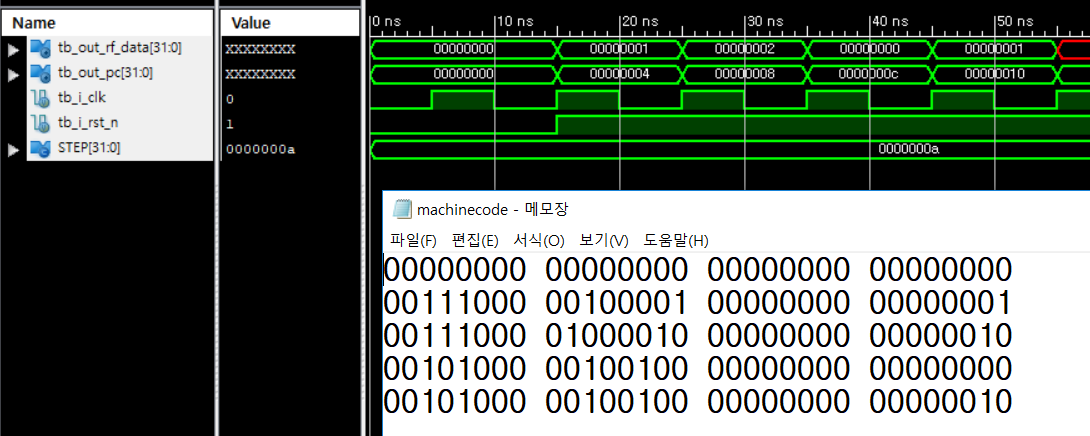 Name Value
tb_out_rf_data[31:0] XXXXXXXX
tb_out_pc[31:0] XXXXXXXX
tb_i_clk 0
tb_i_rst_n 1
STEP[31:0] 0000000a
0 ns 10 ns 20 ns 30 ns 40 ns 50 ns
00000000 00000001 00000002 00000000 00000001
00000000 00000004 00000008 0000000c 00000010
0000000a
machinecode - 메모장
파일(F) 편집(E) 서식(O) 보기(V) 도움말(H)
00000000 00000000 00000000 00000000
00111000 00100001 00000000 00000001
00111000 01000010 00000000 00000010
00101000 00100100 00000000 00000000
00101000 00100100 00000000 00000010